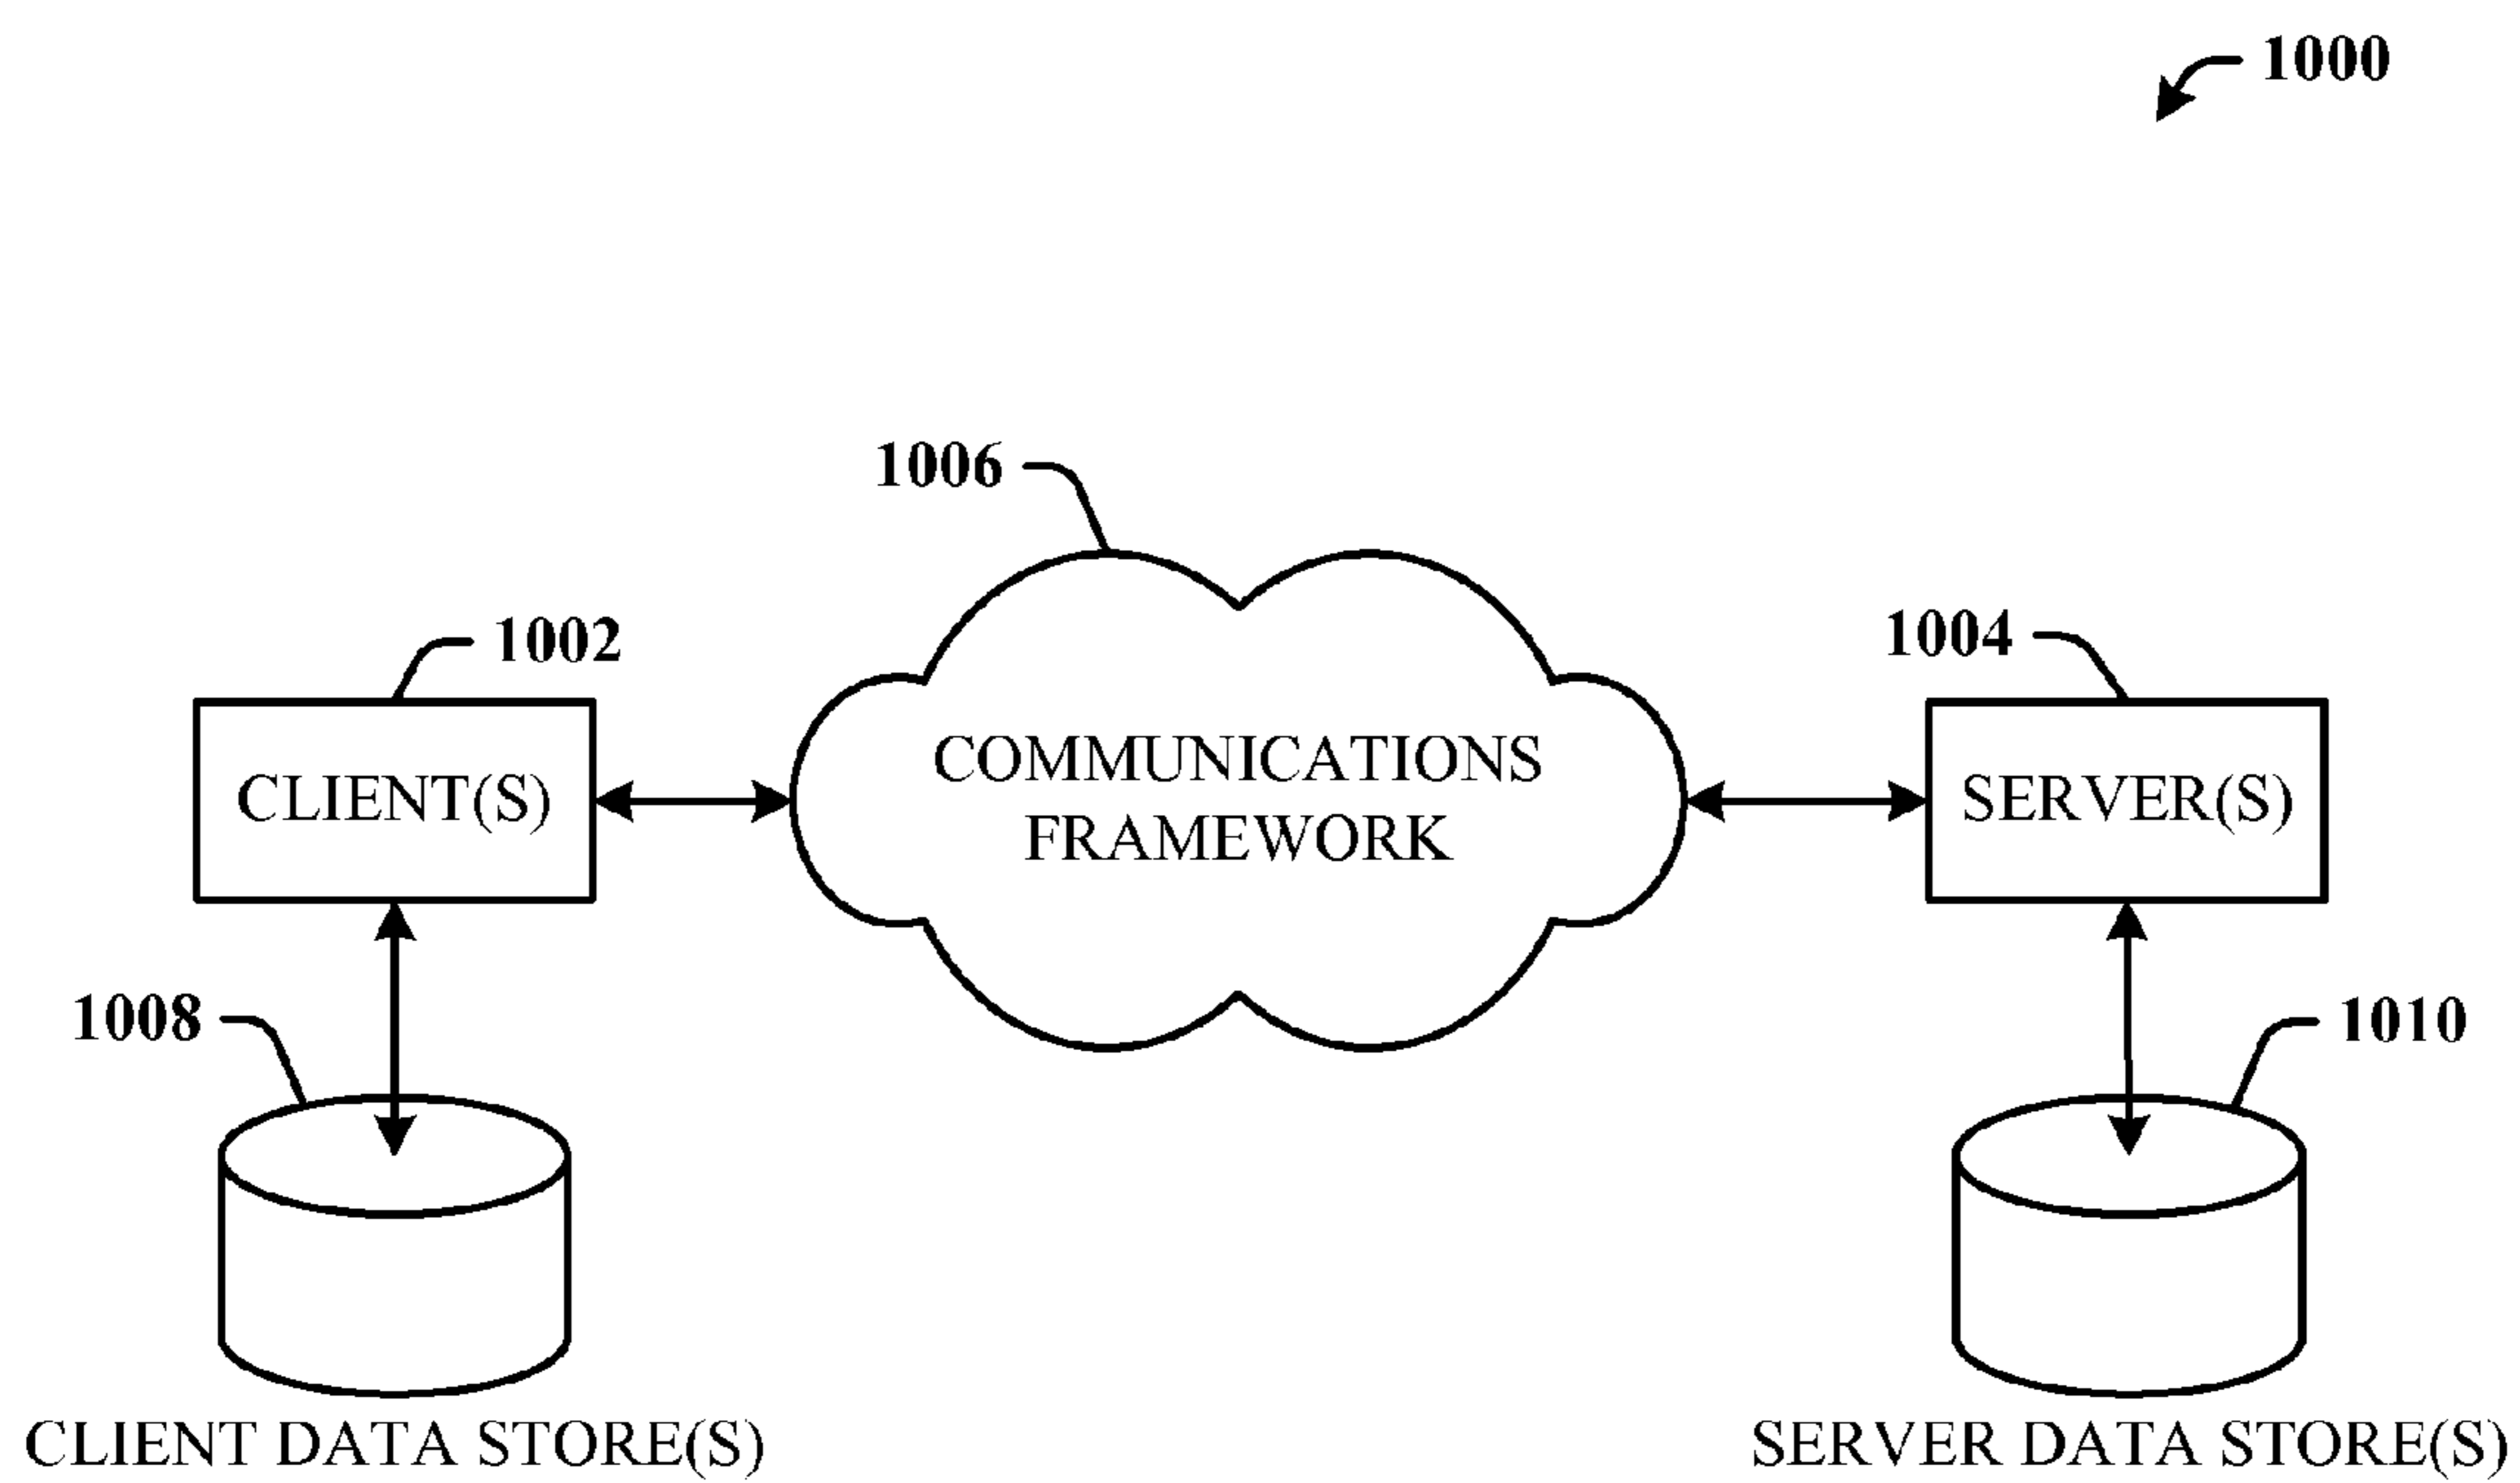 1000
1006
1002
1004
COMMUNICATIONS
FRAMEWORK
CLIENT(S)
SERVER(S)
1008
1010
CLIENT DATA STORE(S)
SERVER DATA STORE(S)